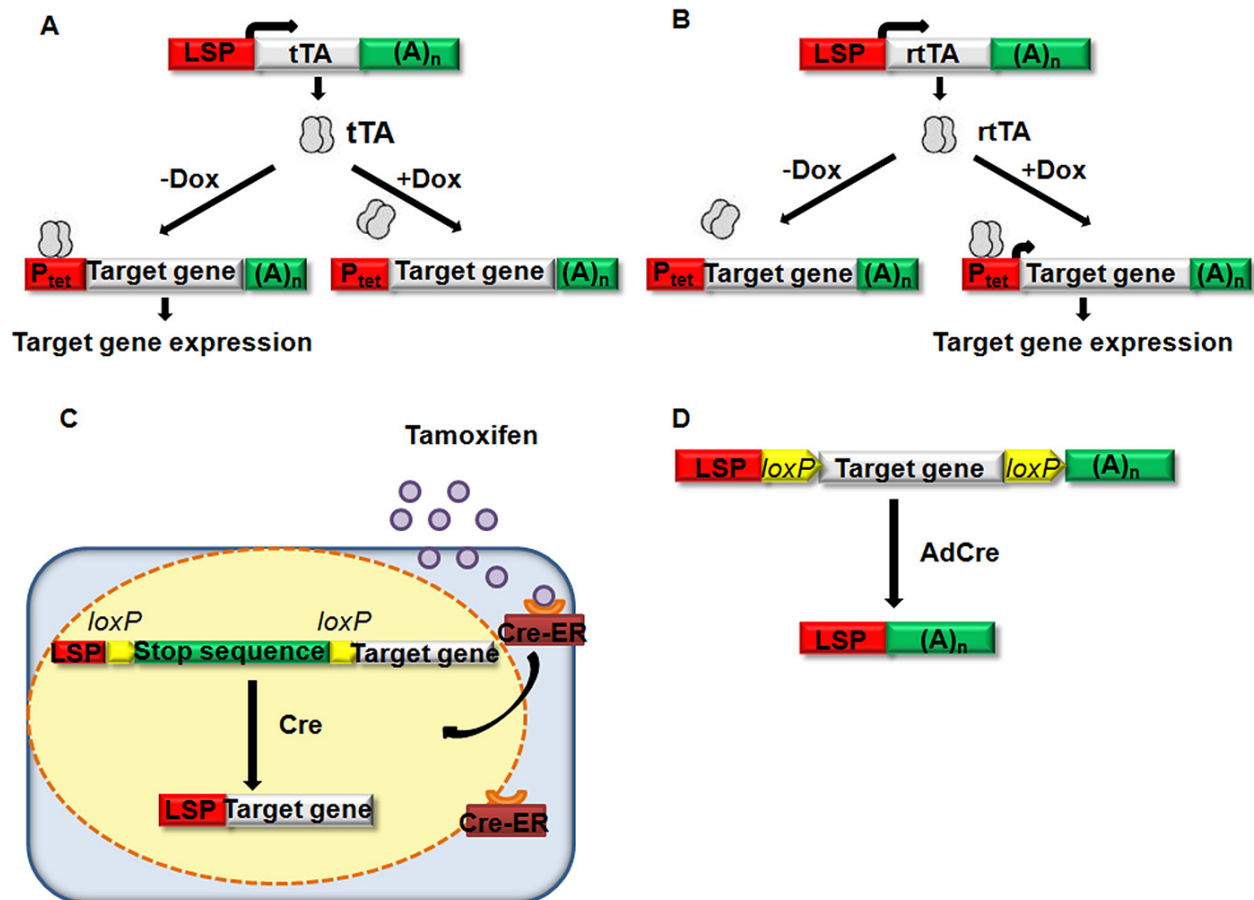 A
LSP tTA (A)n
tTA
-Dox +Dox
Ptet Target gene (A)n Ptet Target gene (A)n
Target gene expression
B
LSP rtTA (A)n
rtTA
-Dox +Dox
Ptet Target gene (A)n Ptet Target gene (A)n
Target gene expression
C
Tamoxifen
loxP loxP
LSP Stop sequence Target gene
Cre-ER
Cre
LSP Target gene
Cre-ER
D
LSP loxP Target gene loxP (A)n
AdCre
LSP (A)n